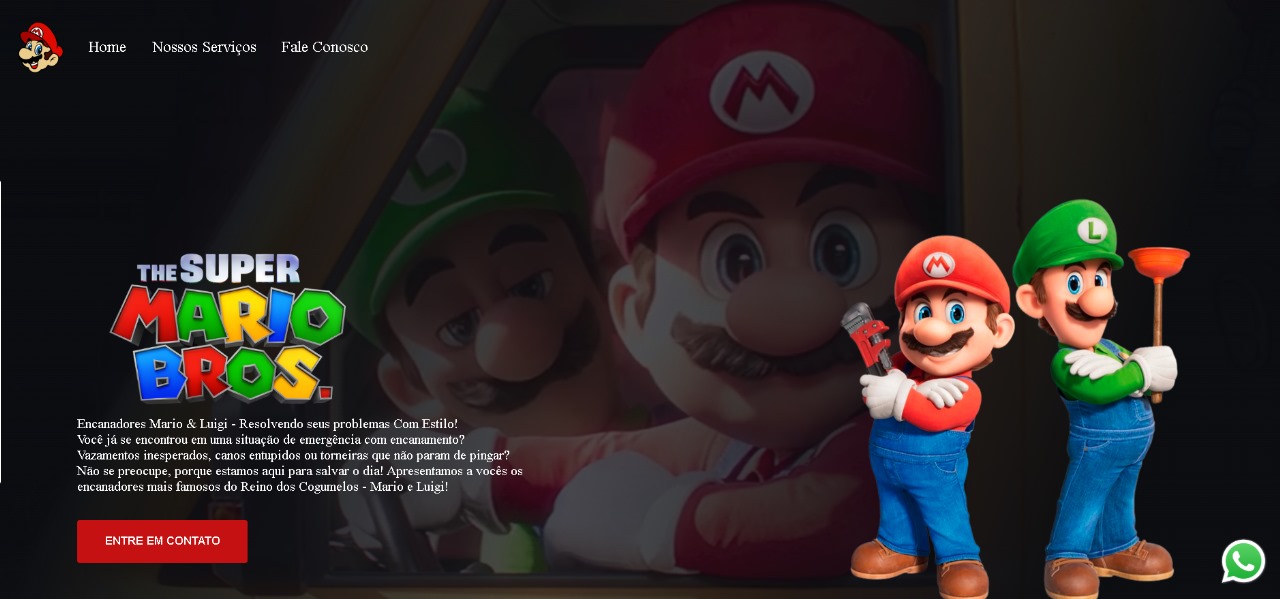 Home
Nossos Serviços
Fale Conosco
THE SUPER
MARIO
BROS.
Encanadores Mario & Luigi - Resolvendo seus problemas Com Estilo!
Você já se encontrou em uma situação de emergência com encanamento?
Vazamentos inesperados, canos entupidos ou torneiras que não param de pingar?
Não se preocupe, porque estamos aqui para salvar o dia! Apresentamos a vocês os
encanadores mais famosos do Reino dos Cogumelos - Mario e Luigi!
ENTRE EM CONTATO
M
L
M
L